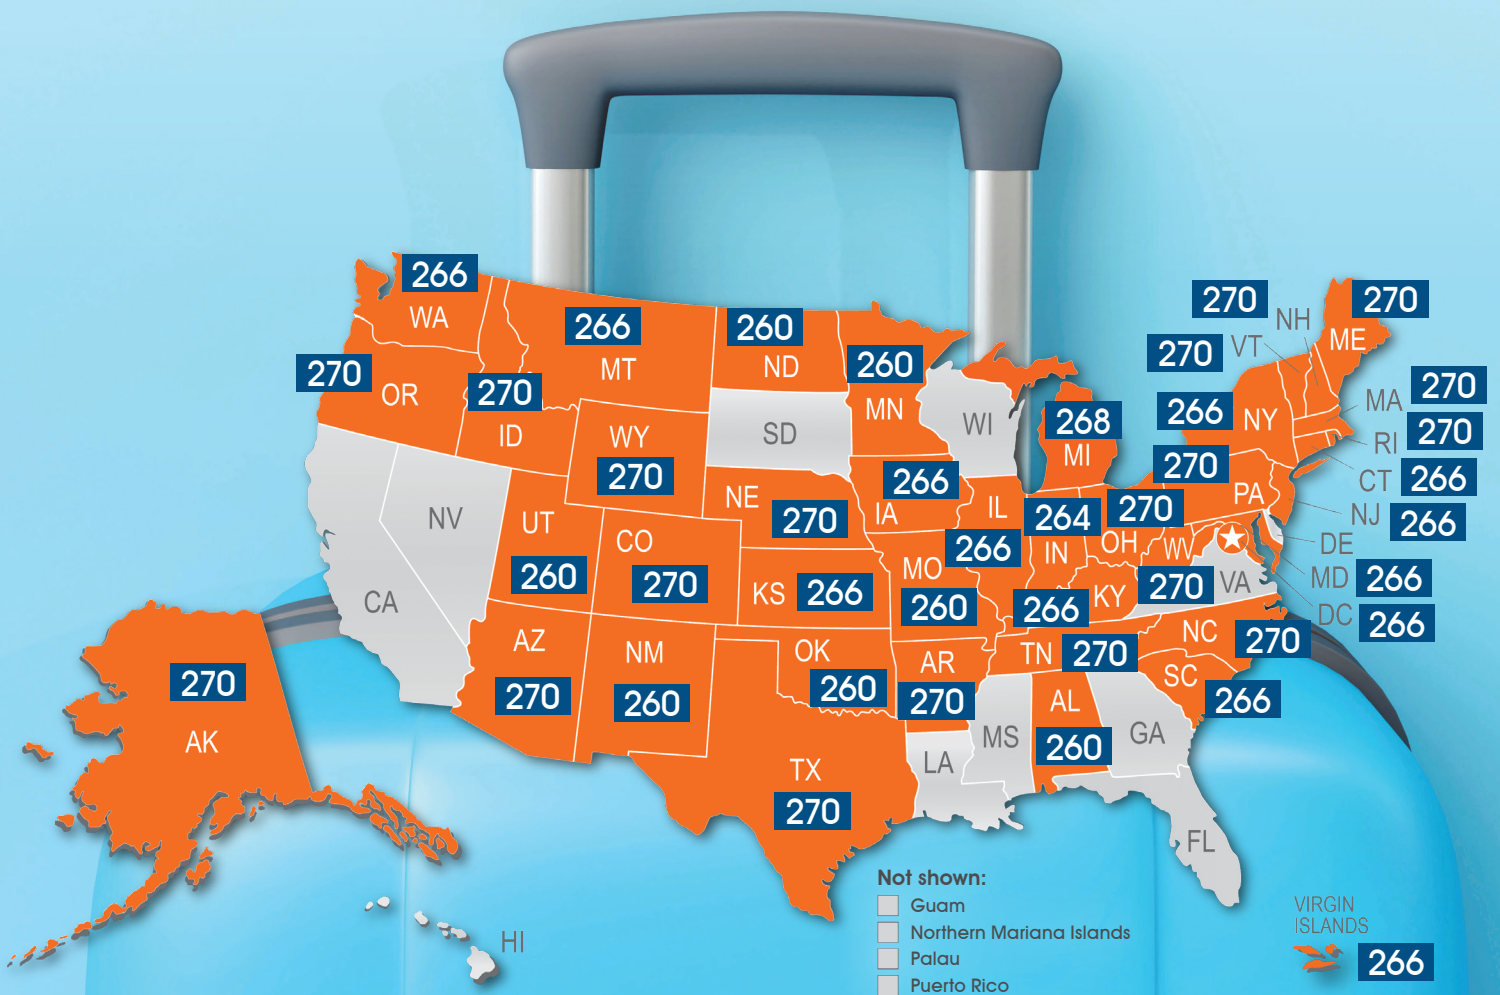 266
WA
270
OR
270
ID
266
MT
260
ND
260
MN
SD
WI
WY
270
268
MI
NV
CA
UT
260
CO
270
NE
270
KS
266
266
IA
IL
266
264
IN
270
OH
MO
260
266
KY
WV
270
VA
AZ
270
NM
260
OK
260
AR
270
TN
270
NC
270
SC
266
MS
AL
260
GA
LA
TX
270
FL
270
AK
HI
270
NH
270
ME
270
VT
266
NY
MA
270
RI
270
CT
266
270
PA
NJ
266
DE
MD
266
DC
266
Not shown:
Guam
Northern Mariana Islands
Palau
Puerto Rico
VIRGIN
ISLANDS
266